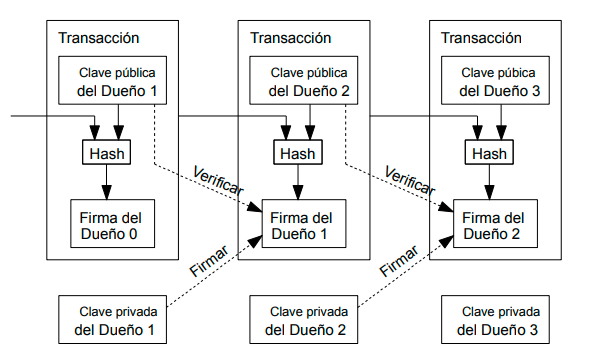 Transacción
Transacción
Transacción
Clave pública
del Dueño 1
Clave pública
del Dueño 2
Clave púbica
del Dueño 3
Hash
Hash
Hash
Verificar
Verificar
Firma del
Dueño 0
Firma del
Dueño 1
Firma del
Dueño 2
Firmar
Firmar
Clave privada
del Dueño 1
Clave privada
del Dueño 2
Clave privada
del Dueño 3